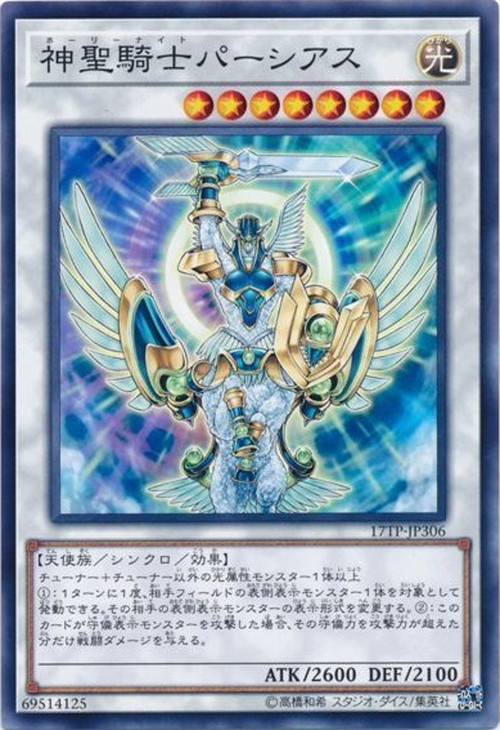 ホーリーナイト
神聖騎士パーシアス
光
17TP-JP306
【天使族／シンクロ／効果】
チューナー＋チューナー以外の光属性モンスター1体以上
①：1ターンに1度、相手フィールドの表側表示モンスター1体を対象として
発動できる。その相手の表側表示モンスターの表示形式を変更する。②：この
カードが守備表示モンスターを攻撃した場合、その守備力を攻撃力が超えた
分だけ戦闘ダメージを与える。
ATK/2600 DEF/2100
69514125
©高橋和希 スタジオ・ダイス/集英社